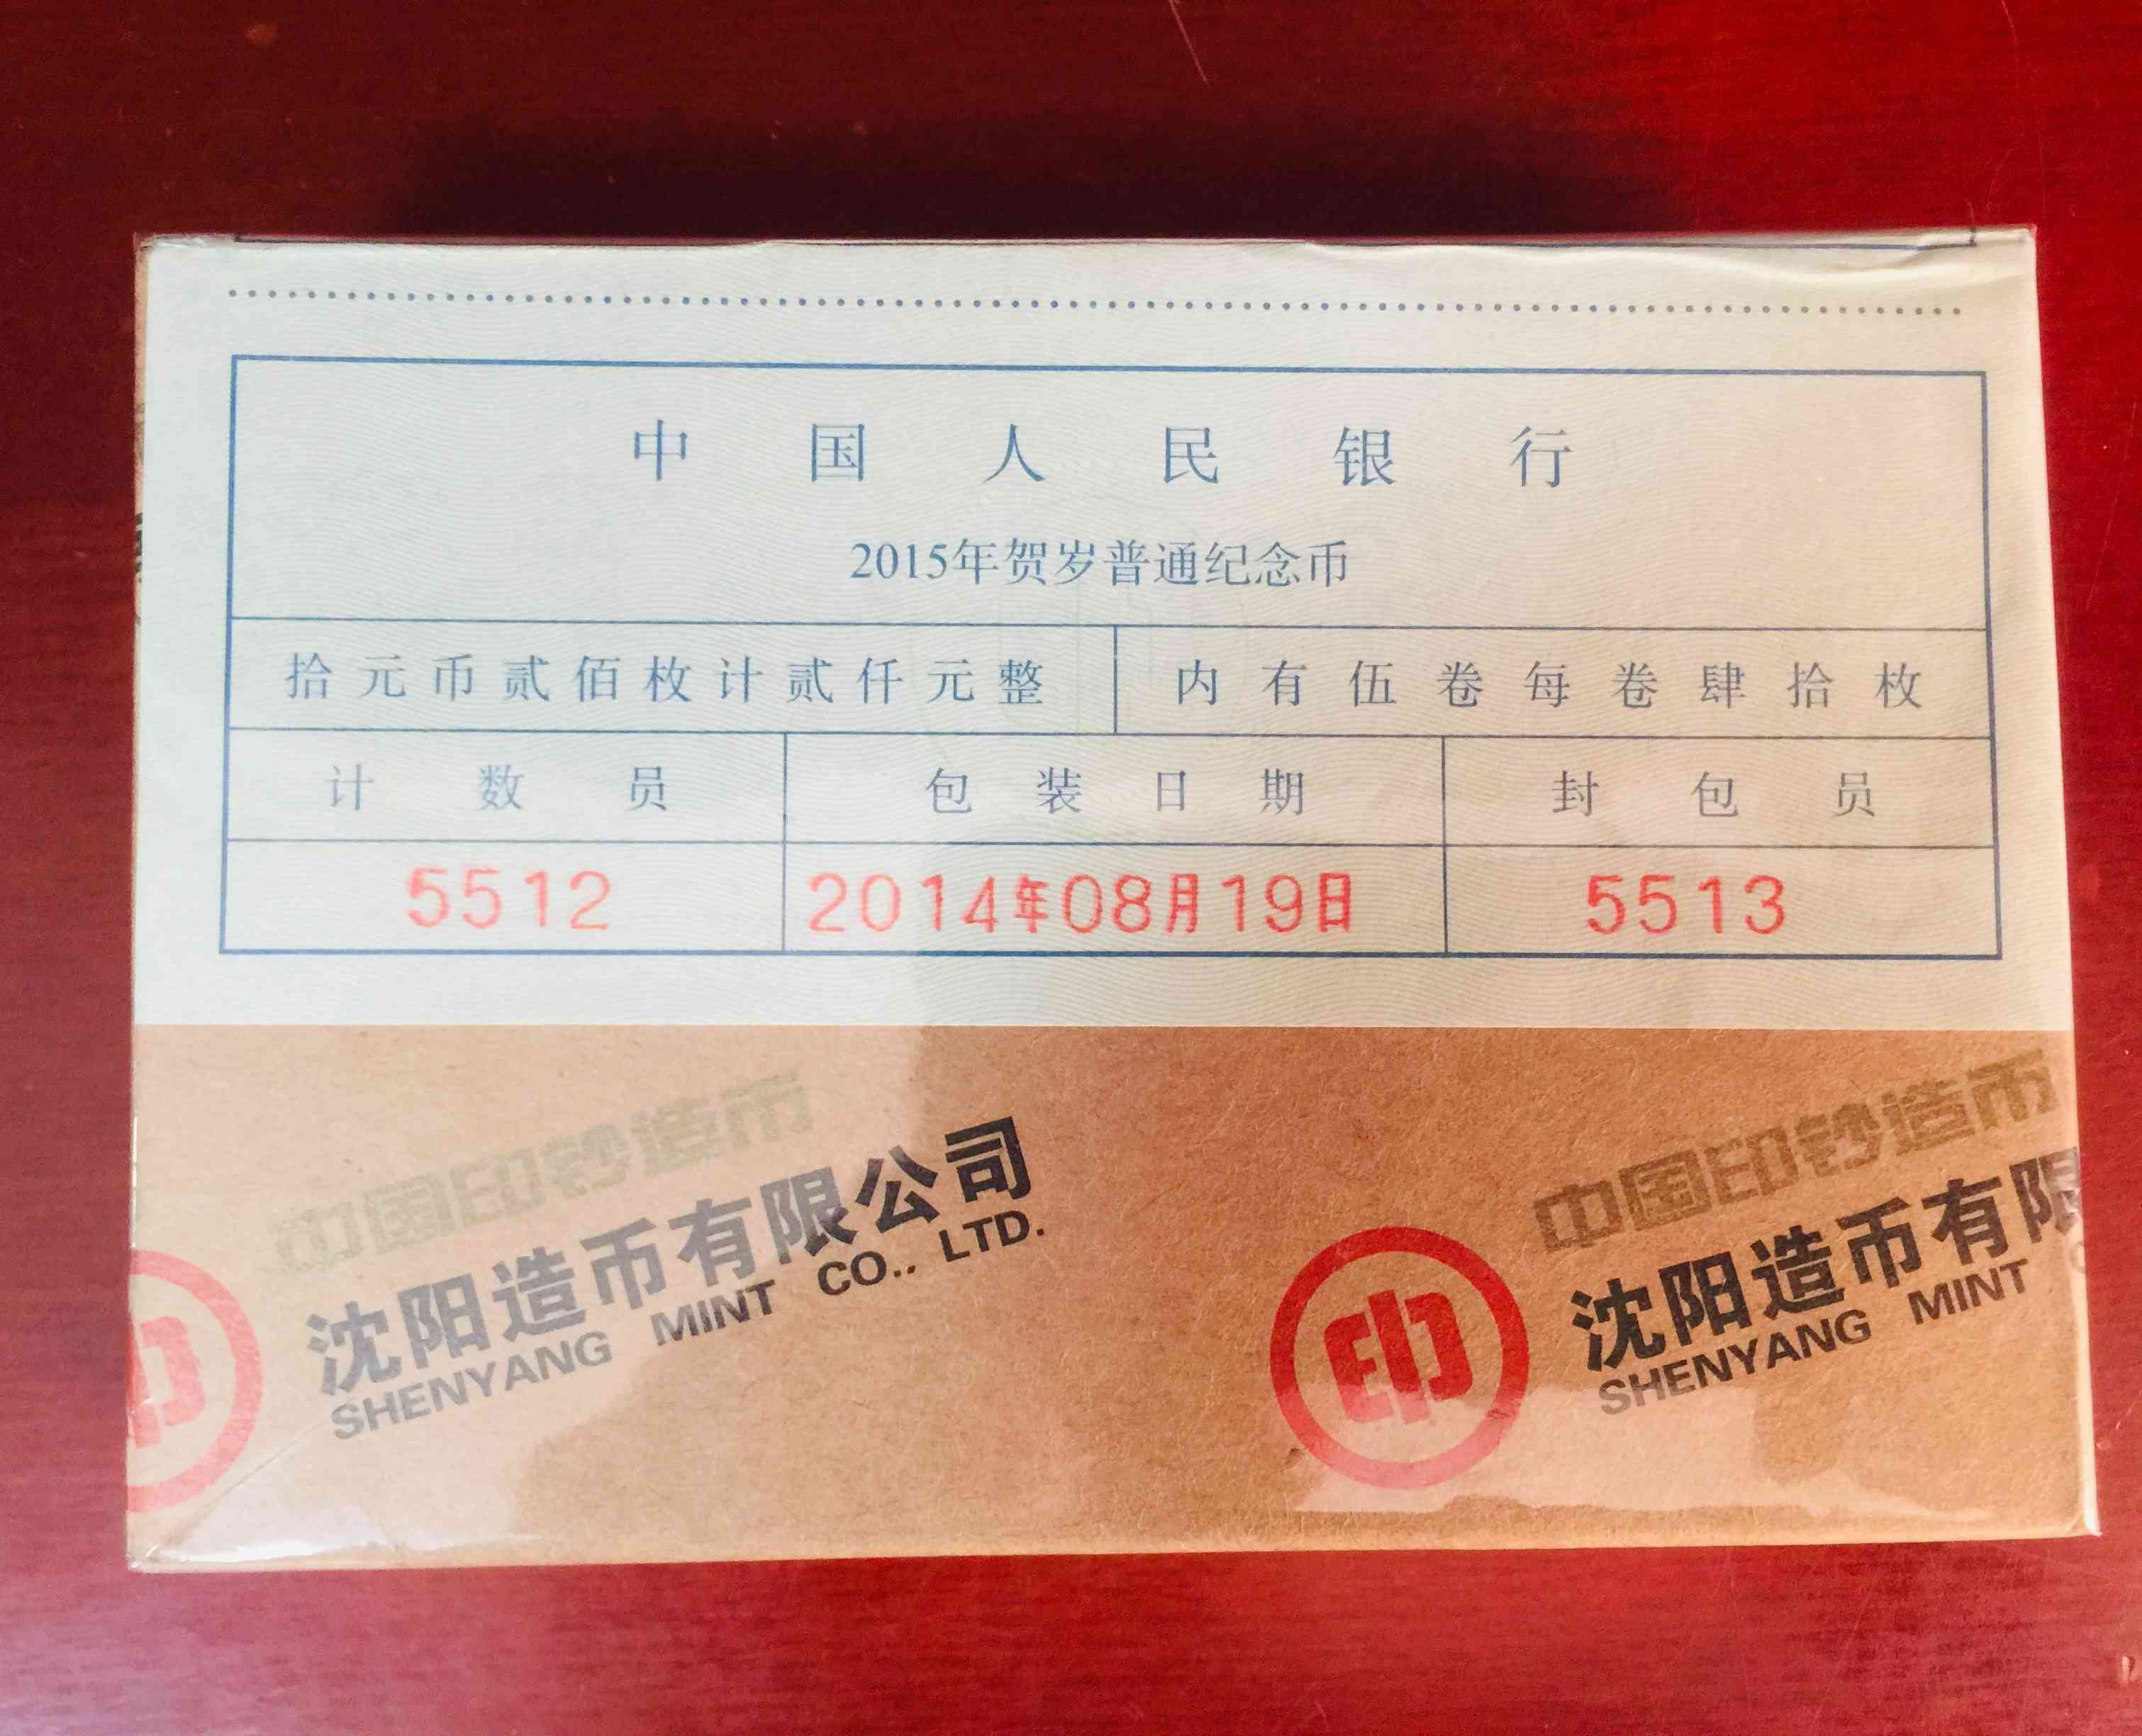 中国人民银行
2015年贺岁普通纪念币
拾元币贰佰枚计贰仟元整
内有伍卷每卷肆拾枚
计数员
包装日期
封包员
5512
2014年08月19日
5513
中国印钞造币
沈阳造币有限公司
SHENYANG MINT CO., LTD.
印
中国印钞造币
沈阳造币有限
SHENYANG MINT